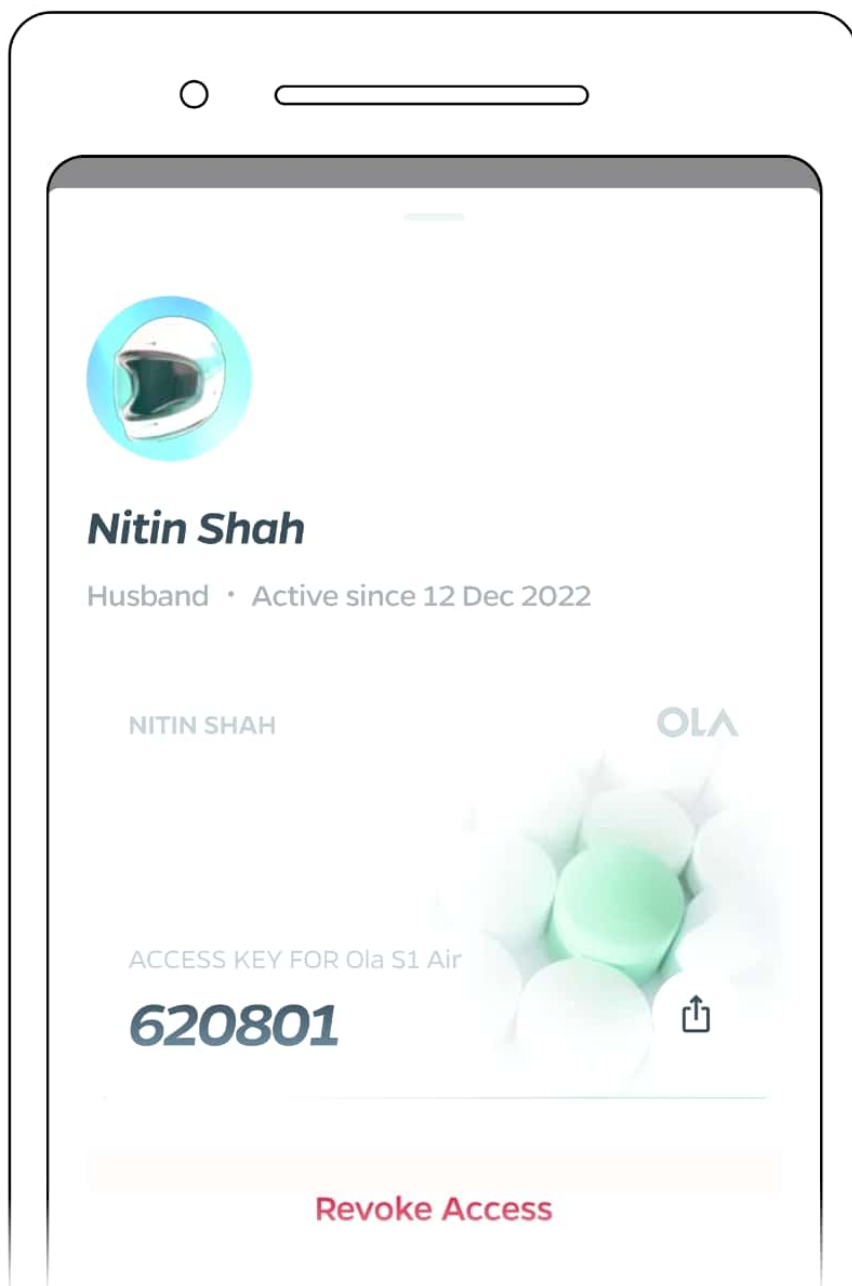 Nitin Shah
Husband • Active since 12 Dec 2022
NITIN SHAH OLA
ACCESS KEY FOR Ola S1 Air
620801
Revoke Access